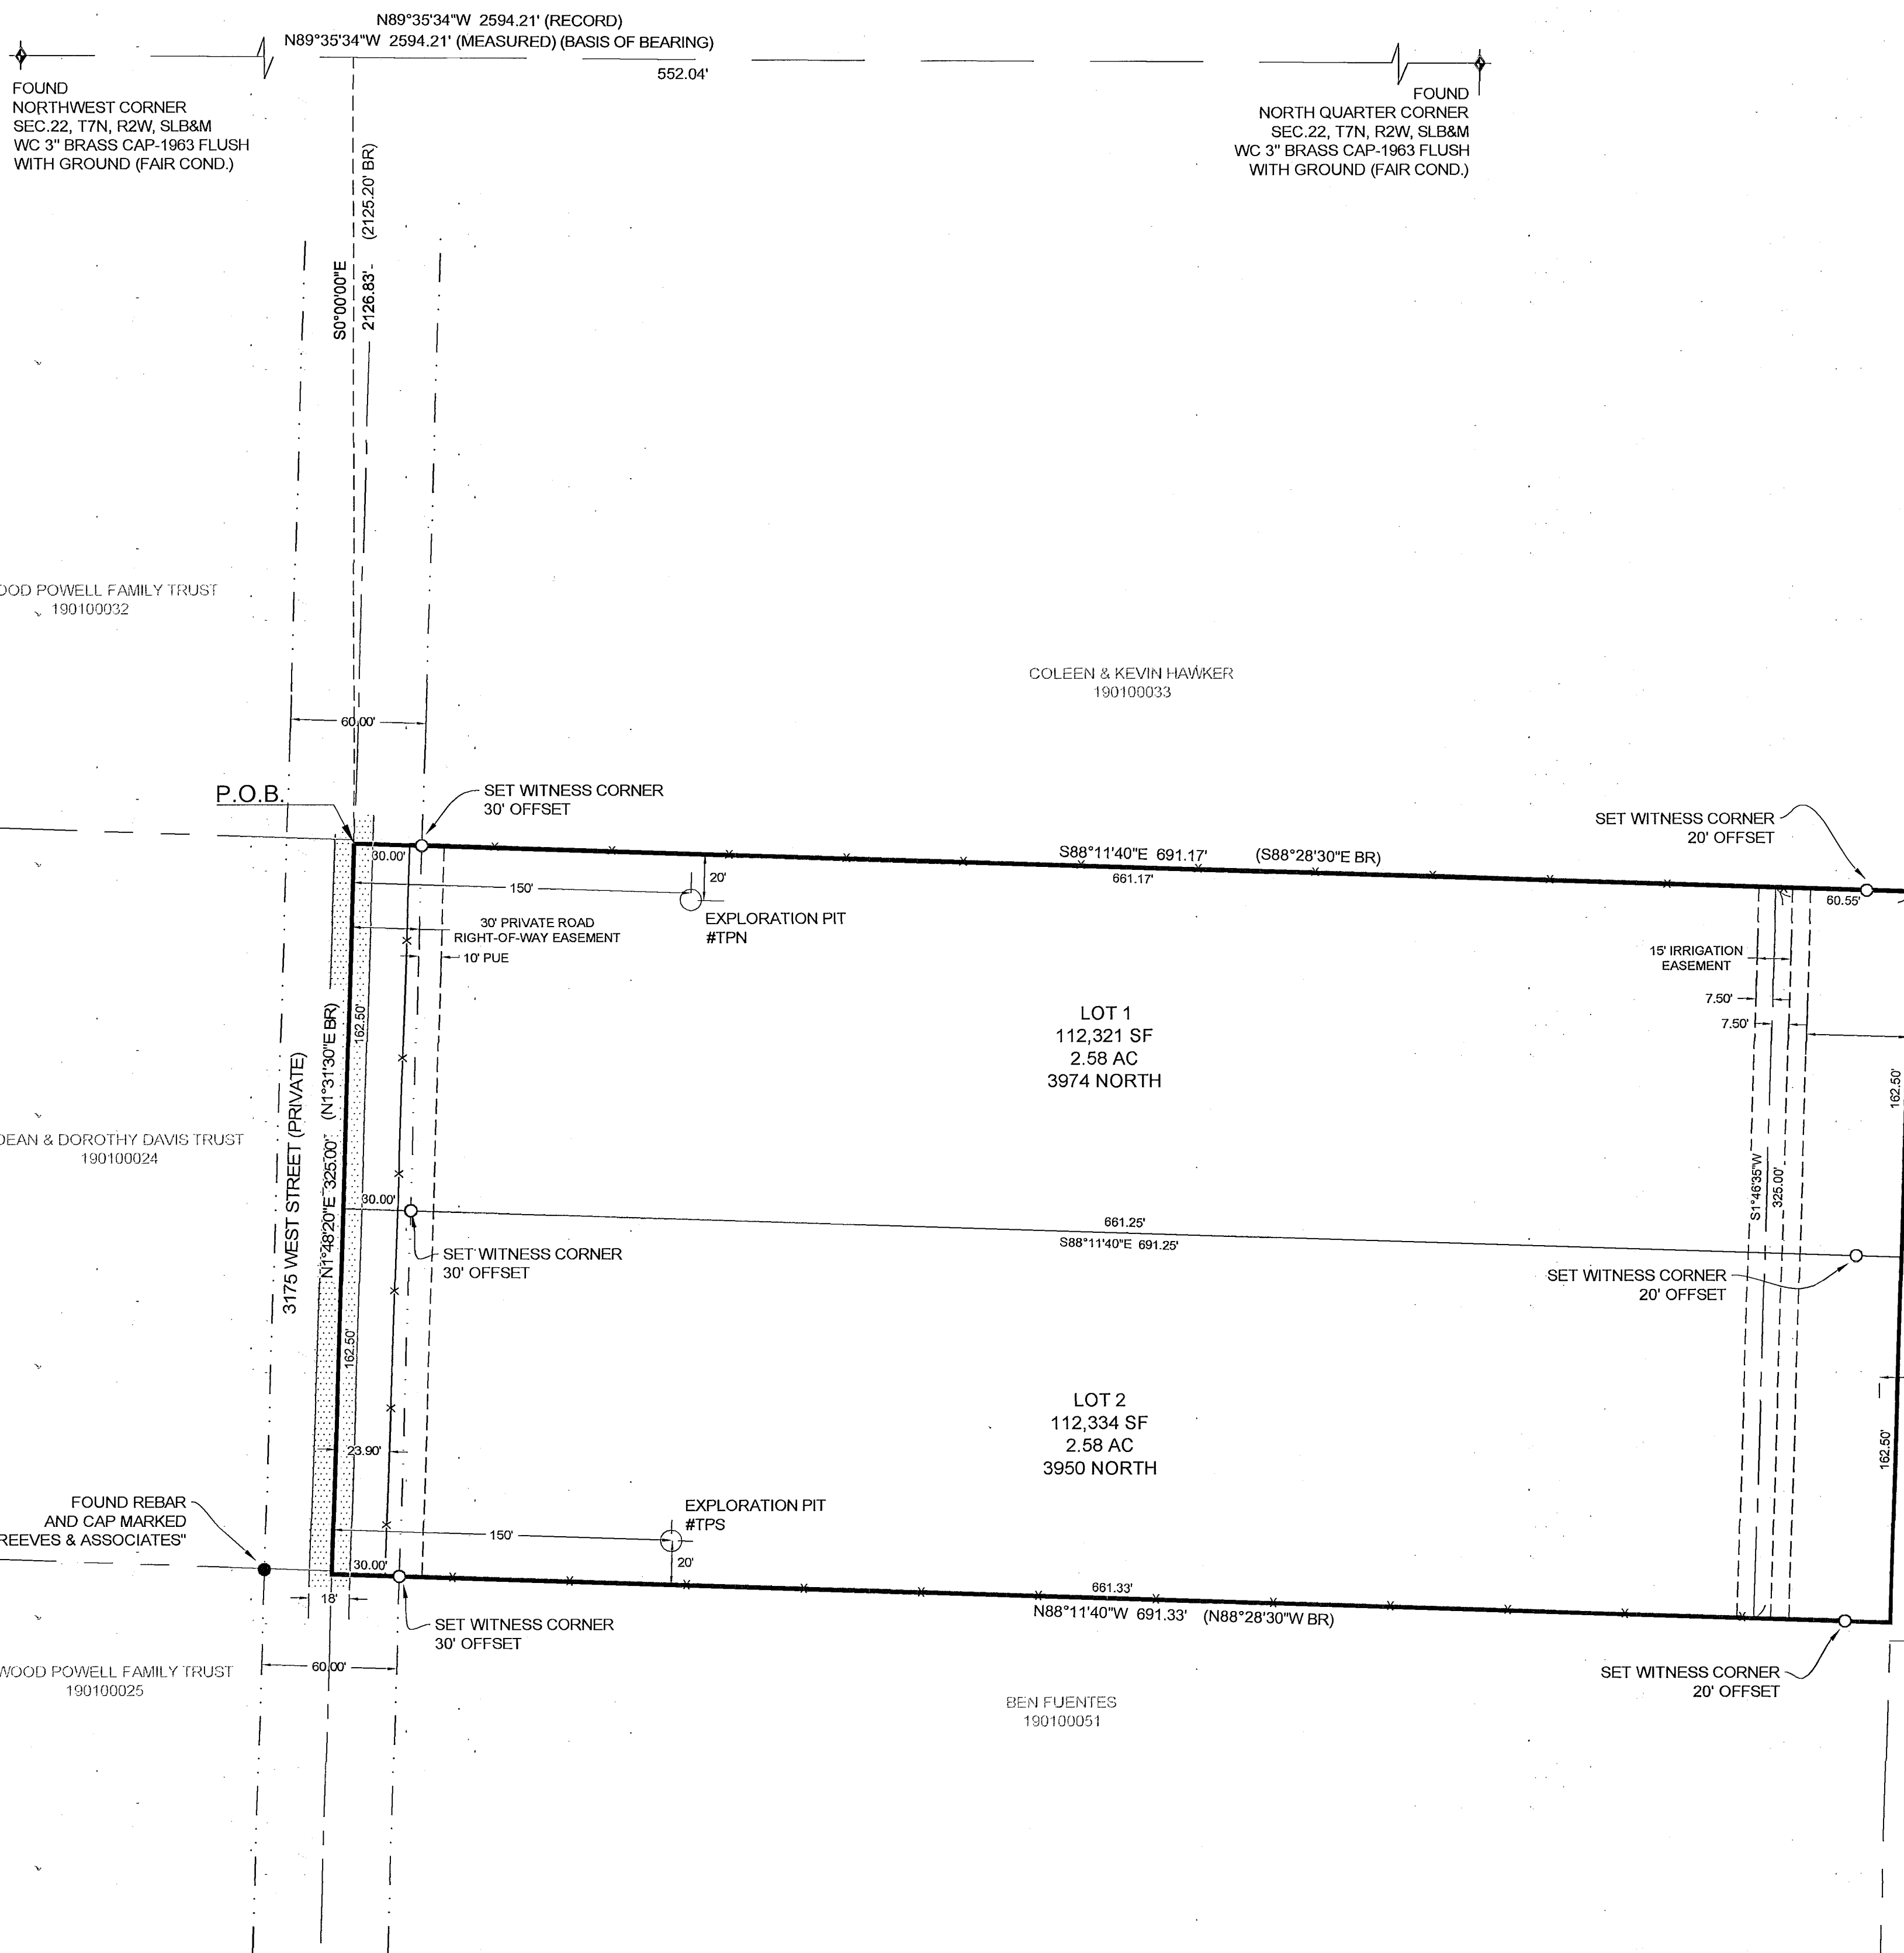 N89°35'34"W 2594.21' (RECORD)
N89°35'34"W 2594.21' (MEASURED) (BASIS OF BEARING)
552.04'
FOUND
NORTHWEST CORNER
SEC.22, T7N, R2W, SLB&M
WC 3" BRASS CAP-1963 FLUSH
WITH GROUND (FAIR COND.)
FOUND
NORTH QUARTER CORNER
SEC.22, T7N, R2W, SLB&M
WC 3" BRASS CAP-1963 FLUSH
WITH GROUND (FAIR COND.)
S0°00'00"E
2126.83' (2125.20' BR)
OOD POWELL FAMILY TRUST
190100032
COLEEN & KEVIN HAWKER
190100033
60.00'
P.O.B.
SET WITNESS CORNER
30' OFFSET
SET WITNESS CORNER
20' OFFSET
30.00'
S88°11'40"E 691.17' (S88°28'30"E BR)
661.17'
60.55'
150'
20'
EXPLORATION PIT
#TPN
30' PRIVATE ROAD
RIGHT-OF-WAY EASEMENT
10' PUE
15' IRRIGATION
EASEMENT
7.50'
7.50'
LOT 1
112,321 SF
2.58 AC
3974 NORTH
162.50'
162.50'
3175 WEST STREET (PRIVATE)
N1°48'20"E 325.00' (N1°31'30"E BR)
DEAN & DOROTHY DAVIS TRUST
190100024
S1°46'35"W
325.00'
30.00'
661.25'
S88°11'40"E 691.25'
SET WITNESS CORNER
30' OFFSET
SET WITNESS CORNER
20' OFFSET
162.50'
162.50'
LOT 2
112,334 SF
2.58 AC
3950 NORTH
23.90'
FOUND REBAR
AND CAP MARKED
REEVES & ASSOCIATES"
EXPLORATION PIT
#TPS
150'
20'
30.00'
661.33'
N88°11'40"W 691.33' (N88°28'30"W BR)
18'
SET WITNESS CORNER
30' OFFSET
60.00'
WOOD POWELL FAMILY TRUST
190100025
BEN FUENTES
190100051
SET WITNESS CORNER
20' OFFSET